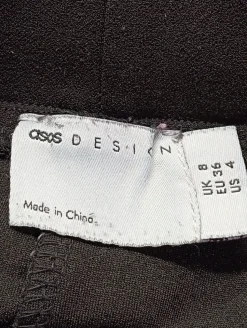 asos DESIGN
Made in China
UK 8
EU 36
US 4